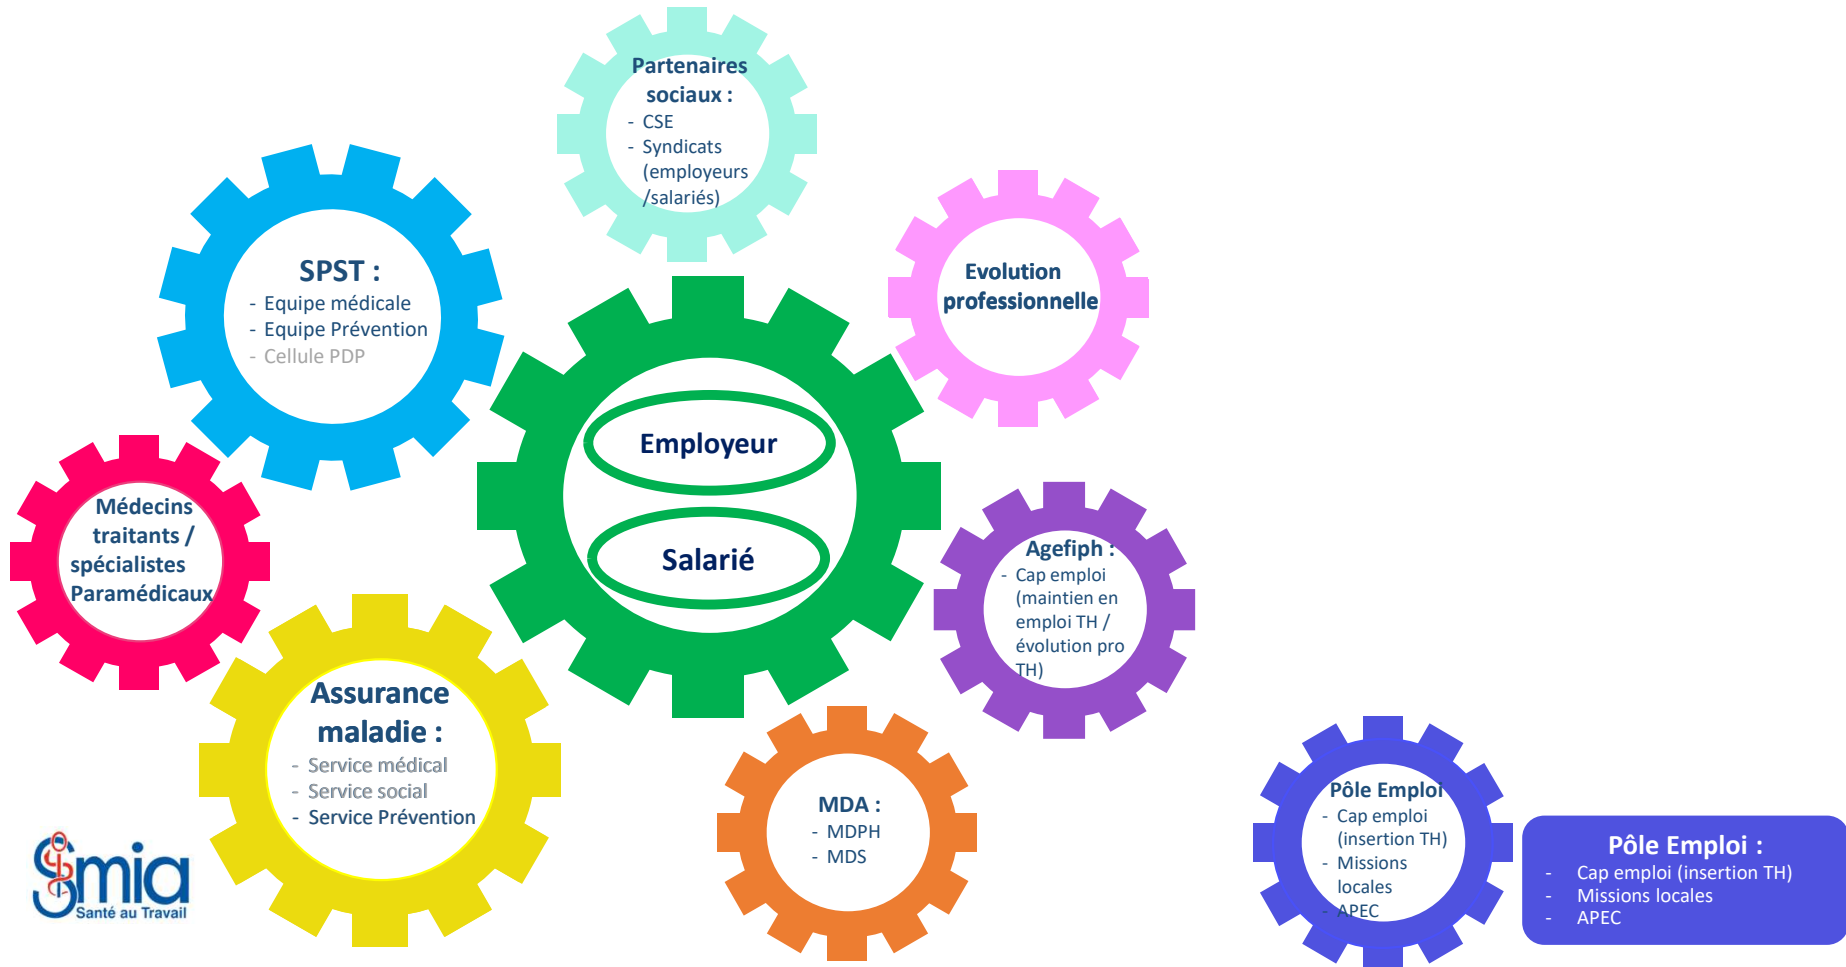 Partenaires
sociaux :
- CSE
- Syndicats
(employeurs
/salariés)
SPST :
- Equipe médicale
- Equipe Prévention
- Cellule PDP
Evolution
professionnelle
Employeur
Salarié
Médecins
traitants /
spécialistes
Paramédicaux
Agefiph :
- Cap emploi
(maintien en
emploi TH /
évolution pro
TH)
Assurance
maladie :
- Service médical
- Service social
- Service Prévention
MDA :
- MDPH
- MDS
Pôle Emploi
- Cap emploi
(insertion TH)
- Missions
locales
- APEC
Pôle Emploi :
- Cap emploi (insertion TH)
- Missions locales
- APEC
Smia
Santé au Travail